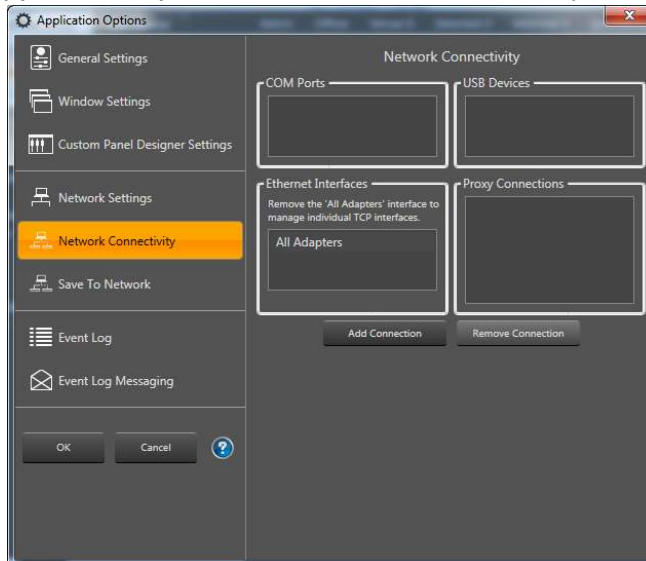 Application Options
General Settings
Window Settings
Custom Panel Designer Settings
Network Settings
Network Connectivity
Save To Network
Event Log
Event Log Messaging
OK
Cancel
?
Network Connectivity
COM Ports
USB Devices
Ethernet Interfaces
Remove the 'All Adapters' interface to
manage individual TCP interfaces.
All Adapters
Proxy Connections
Add Connection
Remove Connection